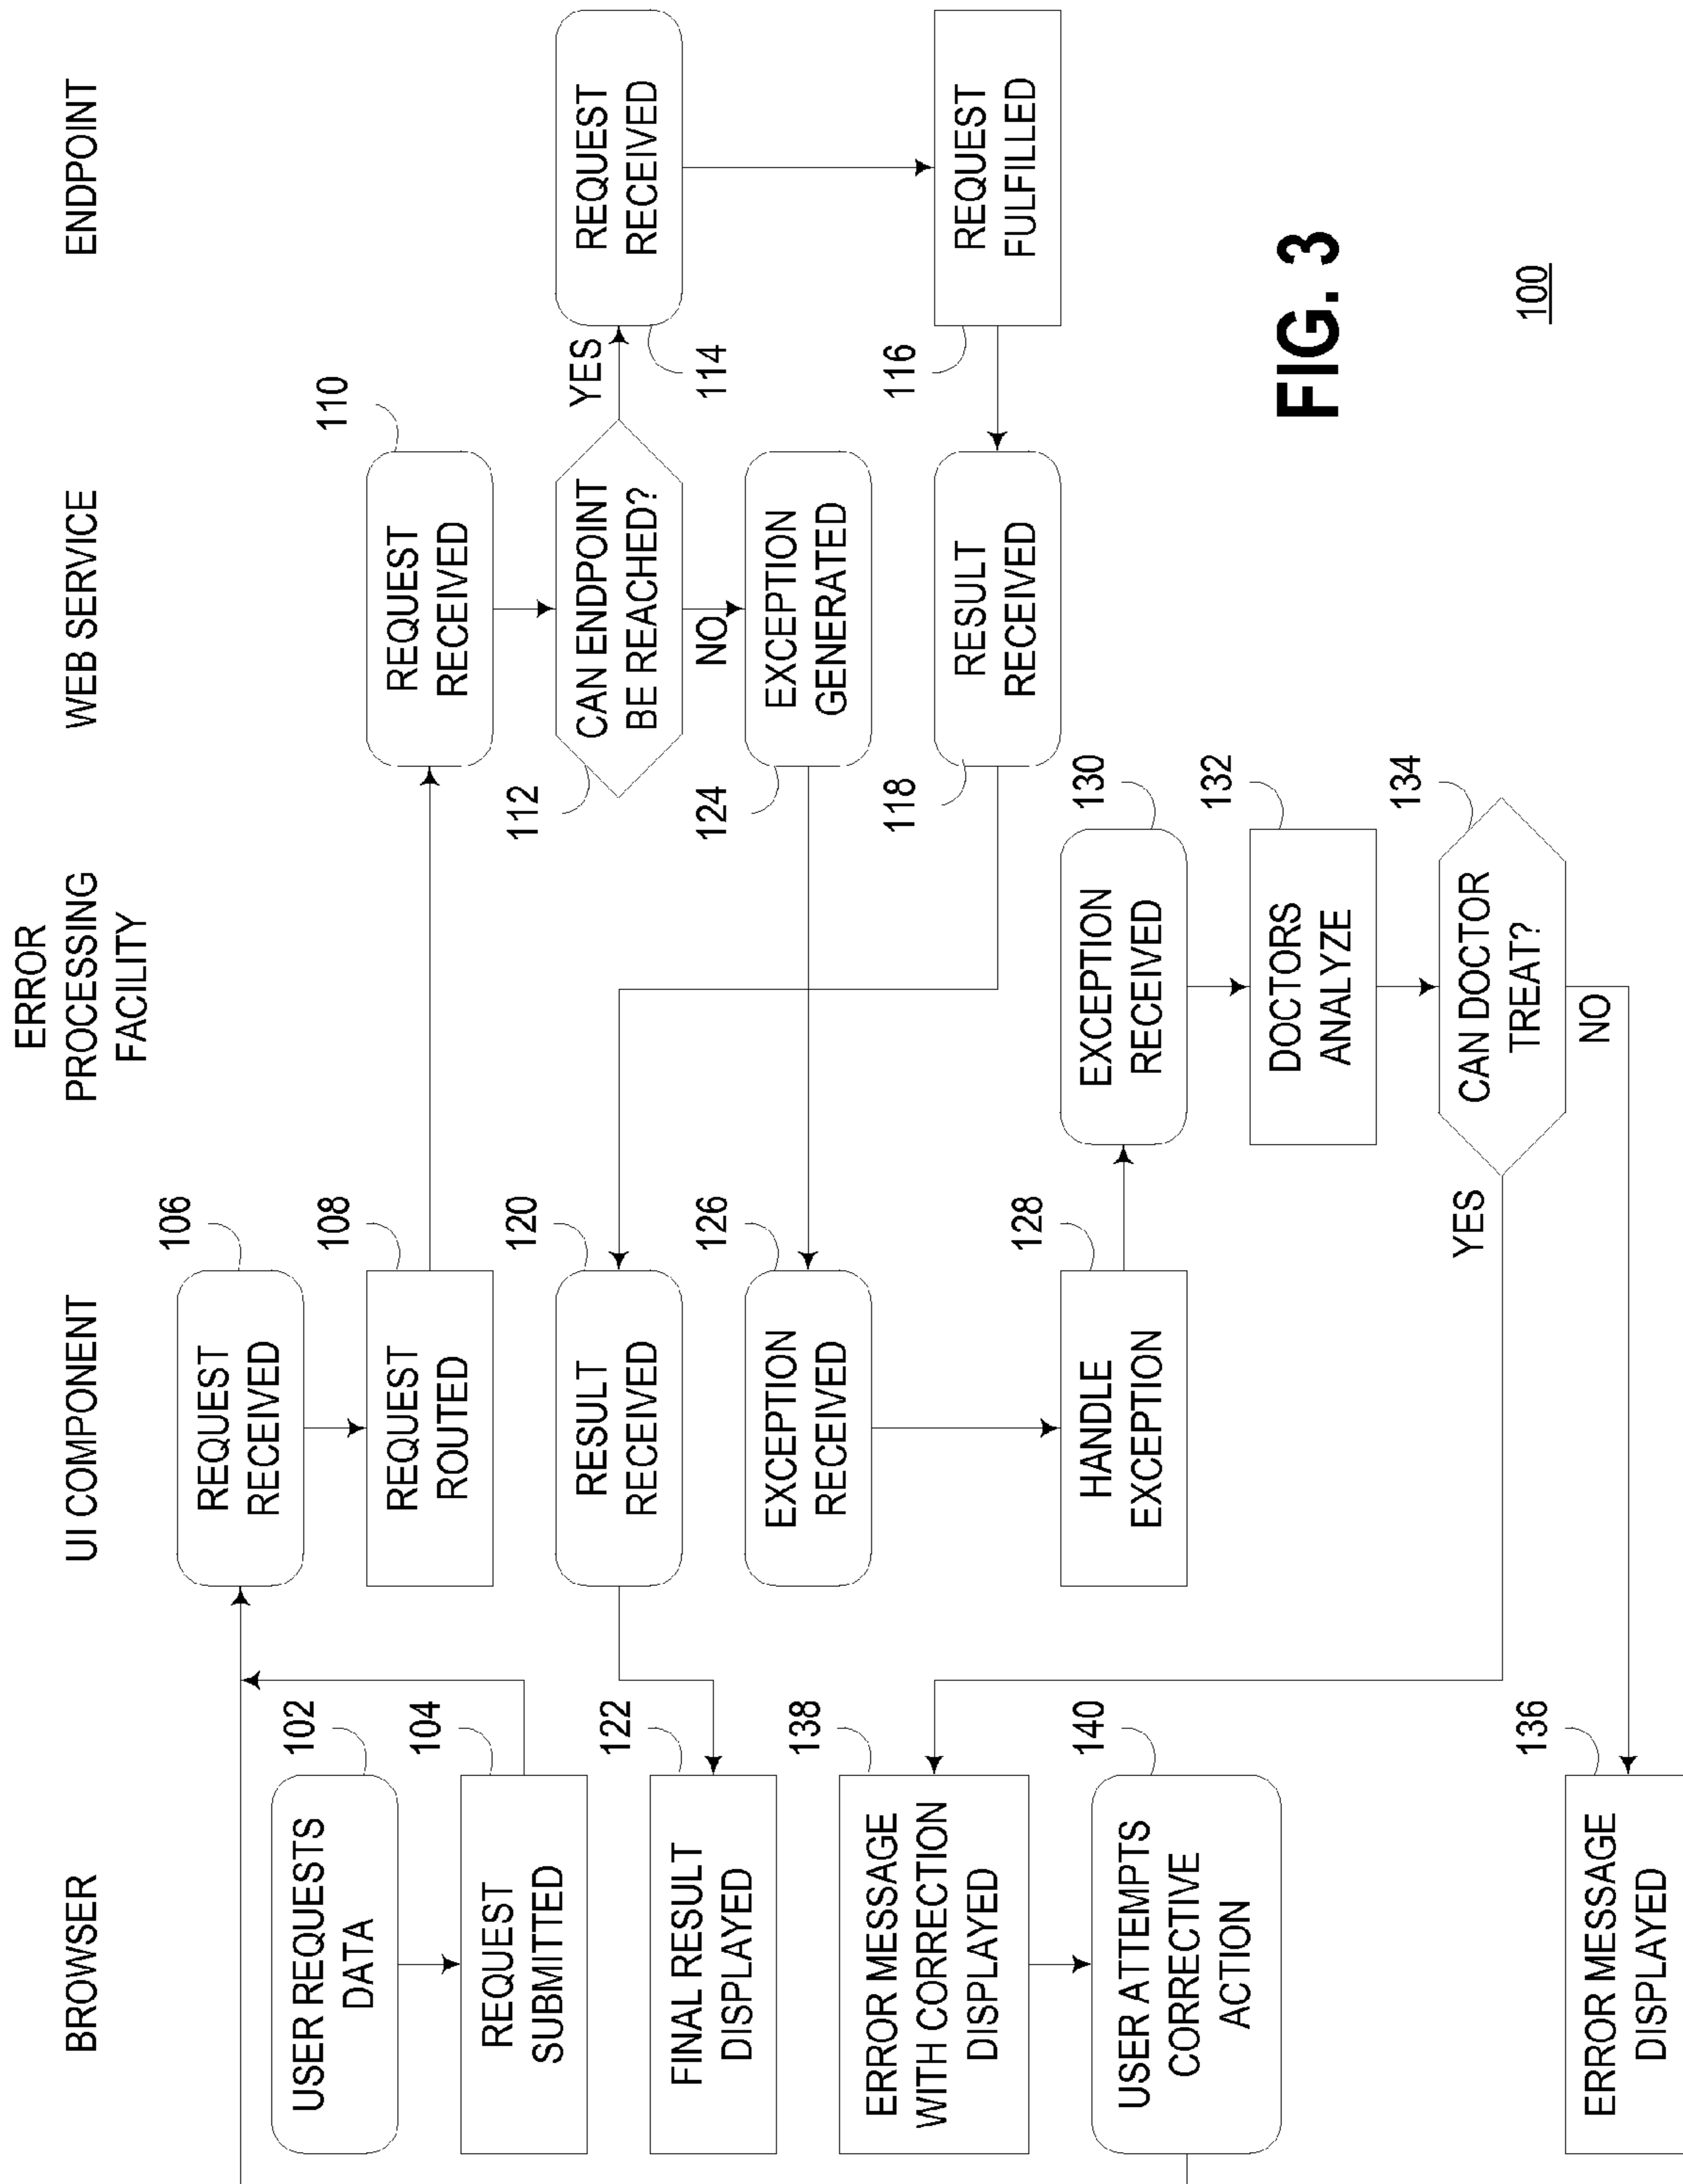 BROWSER
UI COMPONENT
ERROR
PROCESSING
FACILITY
WEB SERVICE
ENDPOINT
106
REQUEST
RECEIVED
102
USER REQUESTS
DATA
108
REQUEST
ROUTED
110
REQUEST
RECEIVED
104
REQUEST
SUBMITTED
120
RESULT
RECEIVED
112
CAN ENDPOINT
BE REACHED?
YES
NO
114
REQUEST
RECEIVED
122
FINAL RESULT
DISPLAYED
126
EXCEPTION
RECEIVED
124
EXCEPTION
GENERATED
138
ERROR MESSAGE
WITH CORRECTION
DISPLAYED
118
RESULT
RECEIVED
116
REQUEST
FULFILLED
140
USER ATTEMPTS
CORRECTIVE
ACTION
128
HANDLE
EXCEPTION
130
EXCEPTION
RECEIVED
132
DOCTORS
ANALYZE
134
CAN DOCTOR
TREAT?
YES
NO
136
ERROR MESSAGE
DISPLAYED
FIG. 3
100